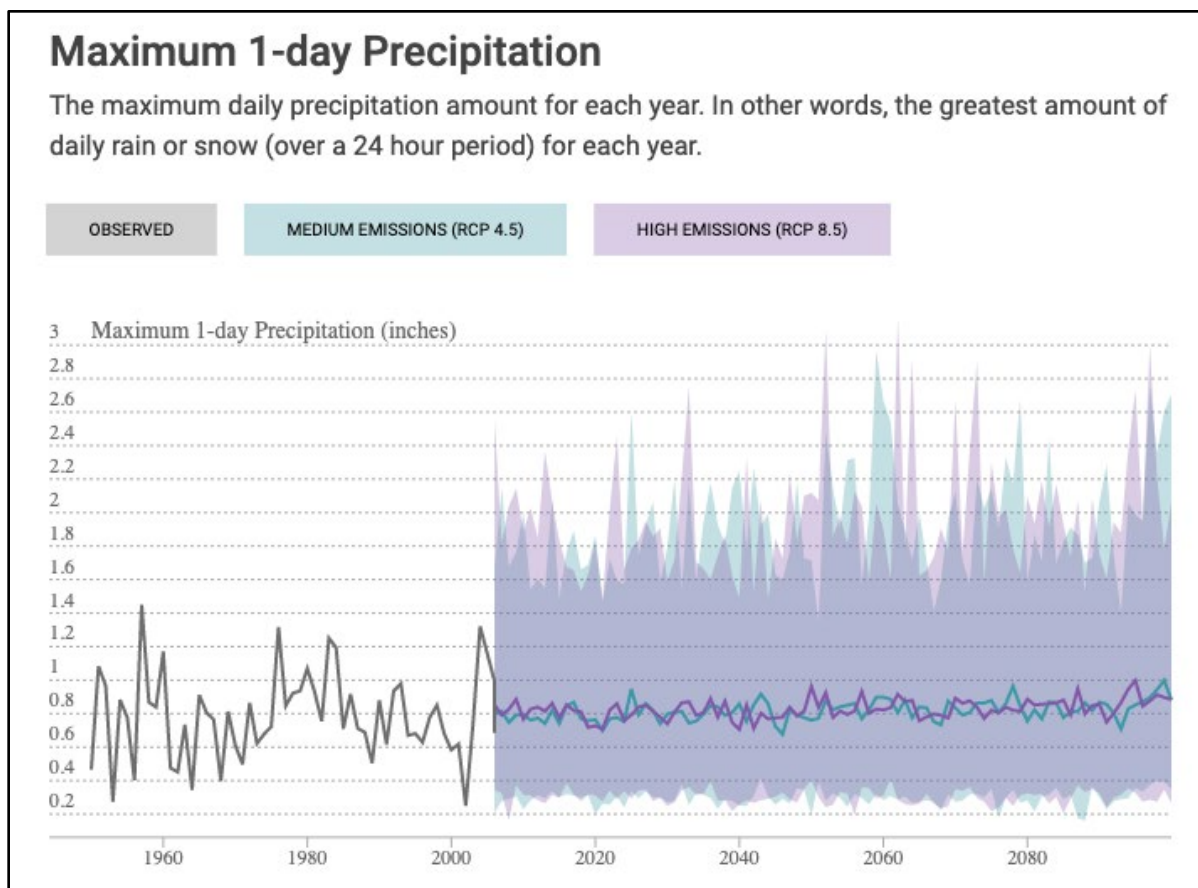 Maximum 1-day Precipitation
The maximum daily precipitation amount for each year. In other words, the greatest amount of
daily rain or snow (over a 24 hour period) for each year.
OBSERVED
MEDIUM EMISSIONS (RCP 4.5)
HIGH EMISSIONS (RCP 8.5)
3 Maximum 1-day Precipitation (inches)
2.8
2.6
2.4
2.2
2
1.8
1.6
1.4
1.2
1
0.8
0.6
0.4
0.2
1960 1980 2000 2020 2040 2060 2080